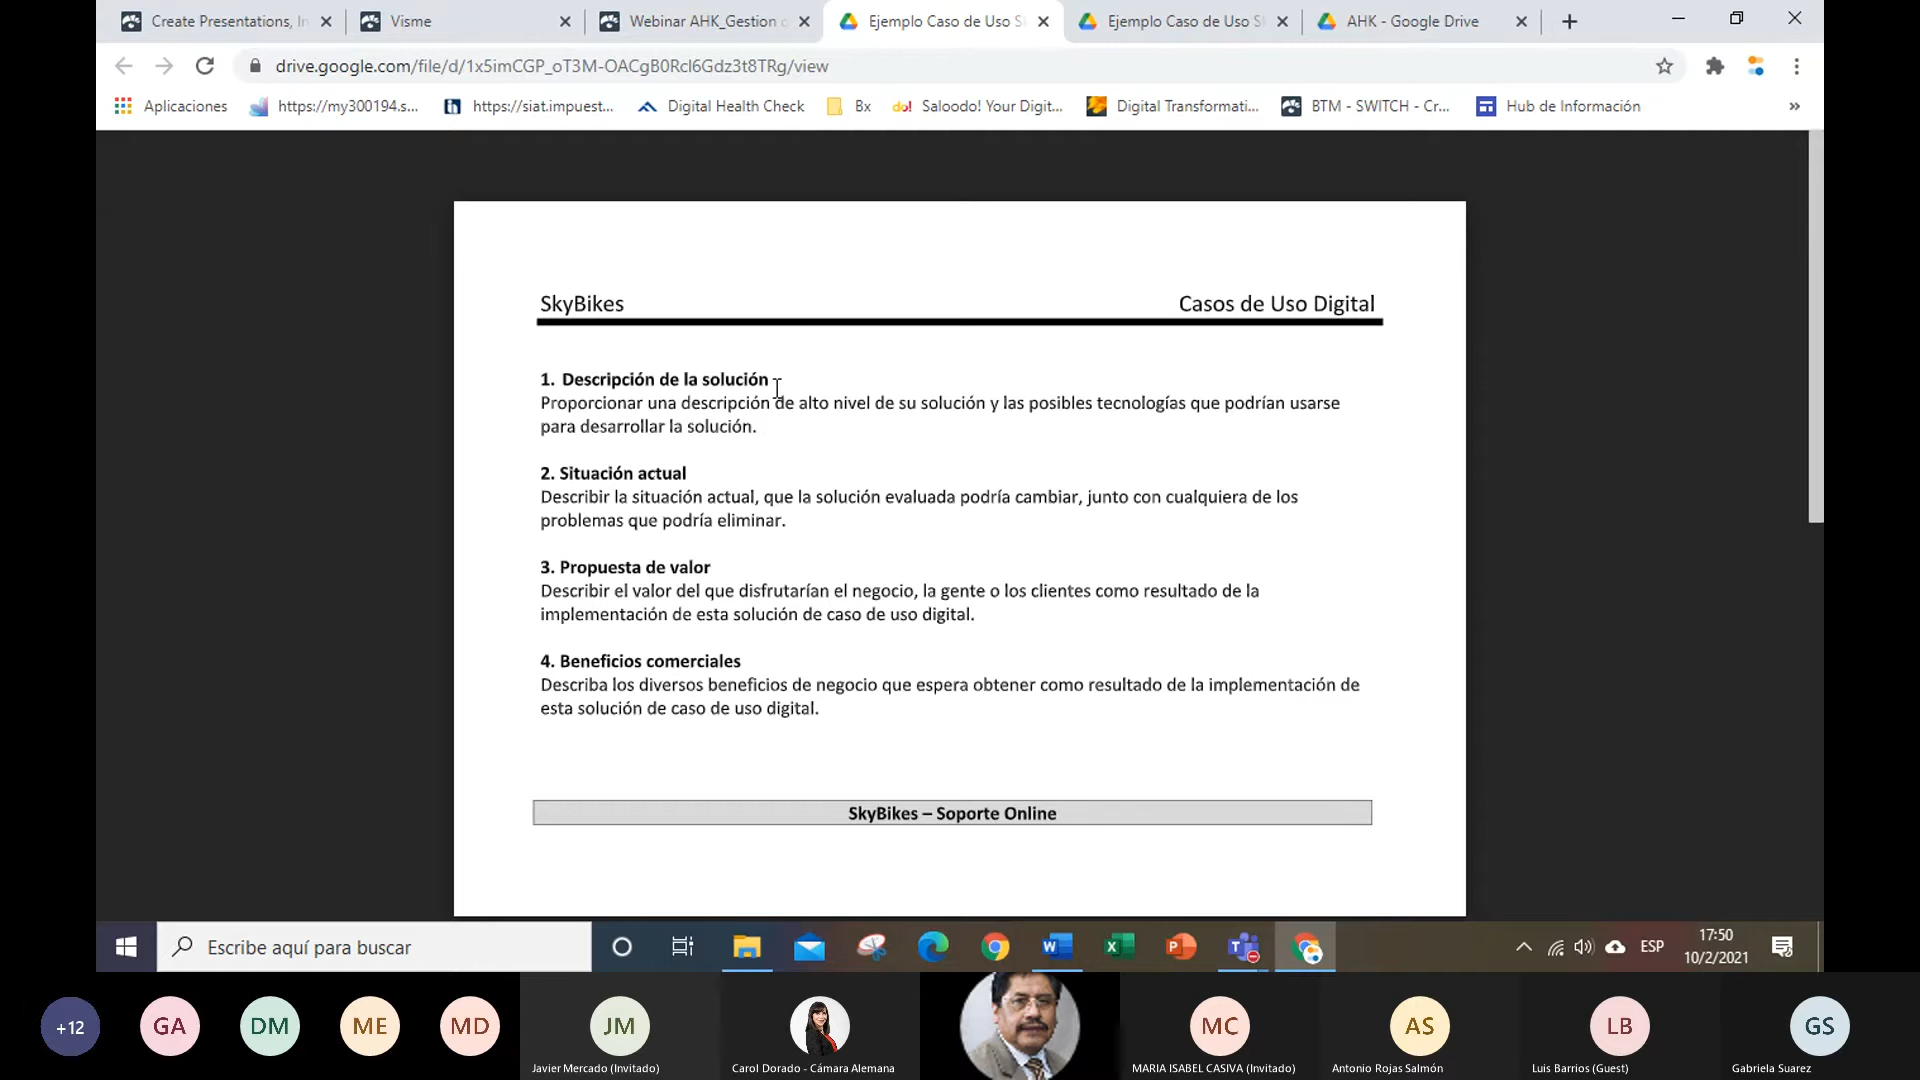 Create Presentations, In
Visme
Webinar AHK_Gestion
Ejemplo Caso de Uso S
Ejemplo Caso de Uso S
AHK - Google Drive
drive.google.com/file/d/1x5imCGP_oT3M-OACgB0Rcl6Gdz3t8TRg/view
Aplicaciones
https://my300194.s...
https://siat.impuest...
Digital Health Check
Bx
do!
Saloodo! Your Digit...
Digital Transformati...
BTM - SWITCH - Cr...
Hub de Información
SkyBikes
Casos de Uso Digital
1. Descripción de la solución
Proporcionar una descripción de alto nivel de su solución y las posibles tecnologías que podrían usarse
para desarrollar la solución.
2. Situación actual
Describir la situación actual, que la solución evaluada podría cambiar, junto con cualquiera de los
problemas que podría eliminar.
3. Propuesta de valor
Describir el valor del que disfrutarían el negocio, la gente o los clientes como resultado de la
implementación de esta solución de caso de uso digital.
4. Beneficios comerciales
Describa los diversos beneficios de negocio que espera obtener como resultado de la implementación de
esta solución de caso de uso digital.
SkyBikes – Soporte Online
Escribe aquí para buscar
ESP
17:50
10/2/2021
+12
GA
DM
ME
MD
JM
MC
AS
LB
GS
Javier Mercado (Invitado)
Carol Dorado - Cámara Alemana
MARIA ISABEL CASIVA (Invitado)
Antonio Rojas Salmón
Luis Barrios (Guest)
Gabriela Suarez